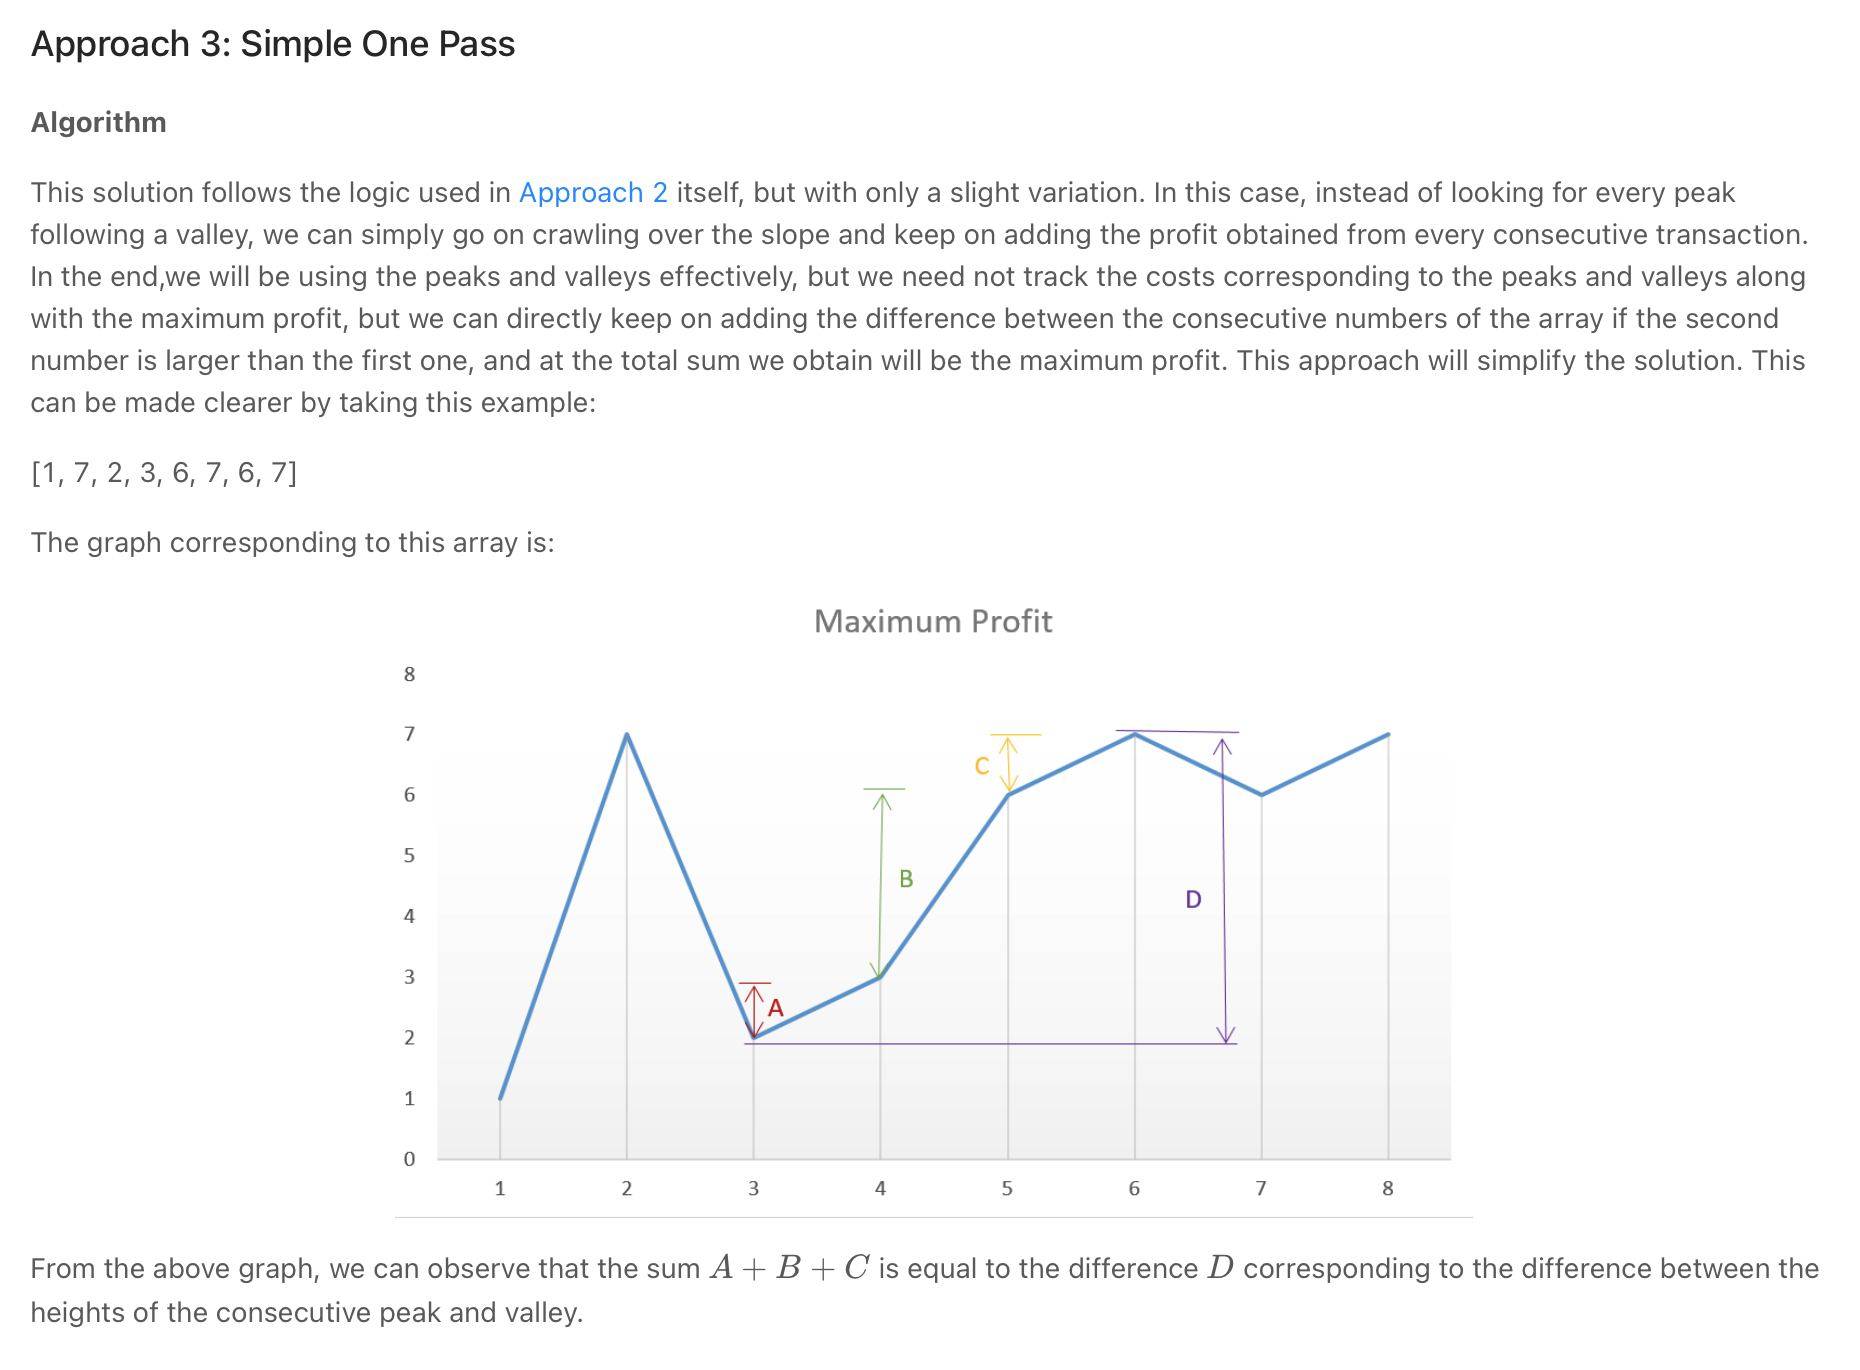 Approach 3: Simple One Pass
Algorithm
This solution follows the logic used in Approach 2 itself, but with only a slight variation. In this case, instead of looking for every peak
following a valley, we can simply go on crawling over the slope and keep on adding the profit obtained from every consecutive transaction.
In the end,we will be using the peaks and valleys effectively, but we need not track the costs corresponding to the peaks and valleys along
with the maximum profit, but we can directly keep on adding the difference between the consecutive numbers of the array if the second
number is larger than the first one, and at the total sum we obtain will be the maximum profit. This approach will simplify the solution. This
can be made clearer by taking this example:
[1, 7, 2, 3, 6, 7, 6, 7]
The graph corresponding to this array is:
Maximum Profit
8
7
C
6
5
B
D
4
3
A
2
1
0
1 2 3 4 5 6 7 8
From the above graph, we can observe that the sum A + B + C is equal to the difference D corresponding to the difference between the
heights of the consecutive peak and valley.